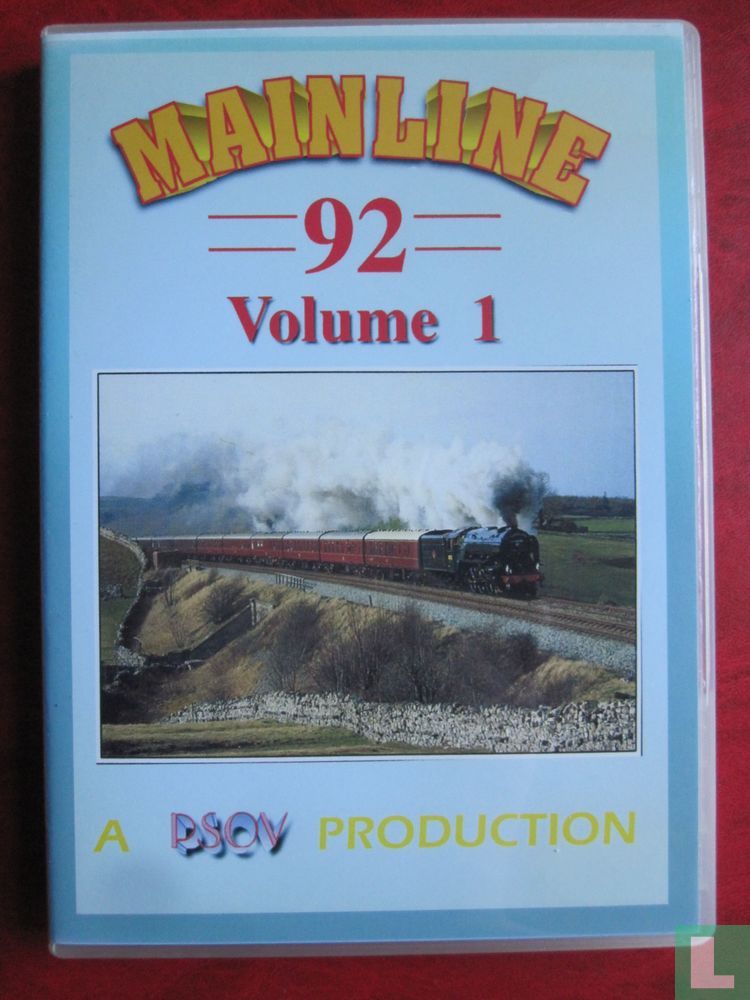 MAINLINE
92
Volume 1
A PSOV PRODUCTION
L